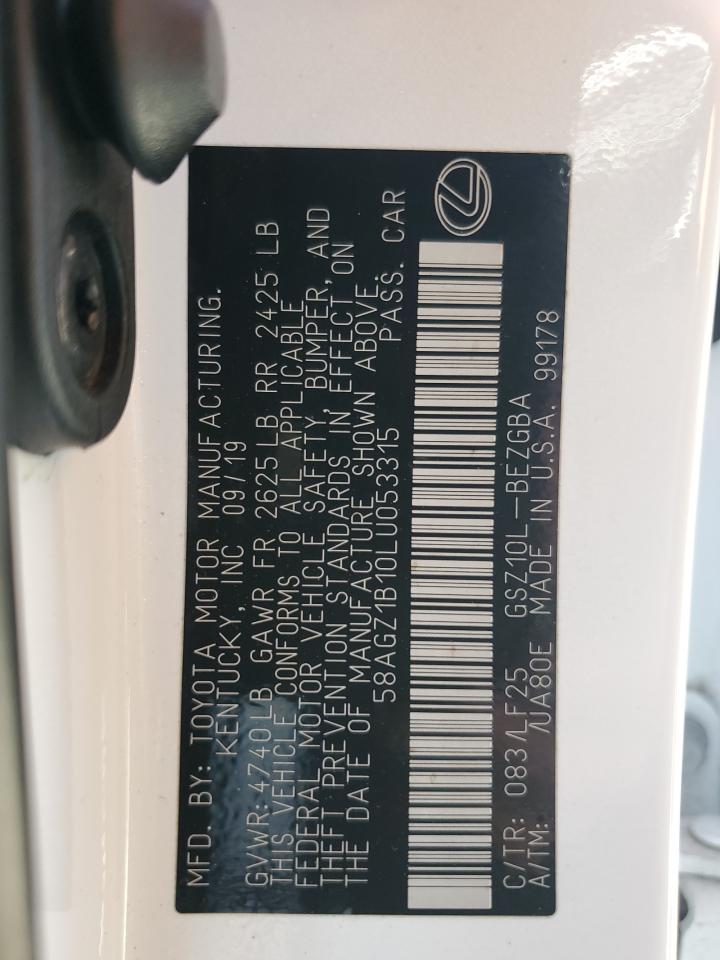 MFD. BY: TOYOTA MOTOR MANUFACTURING.
KENTUCKY, INC 09/19
GVWR: 4740LB GAWR FR 2625 LB RR 2425 LB
THIS VEHICLE CONFORMS TO ALL APPLICABLE
FEDERAL MOTOR VEHICLE SAFETY, BUMPER, AND
THEFT PREVENTION STANDARDS IN EFFECT ON
THE DATE OF MANUFACTURE SHOWN ABOVE.
58AGZ1B10LU053315 PASS. CAR
C/TR: 083/LF25 GSZ10L-BEZGBA
A/TM: /UA80E MADE IN U.S.A. 99178